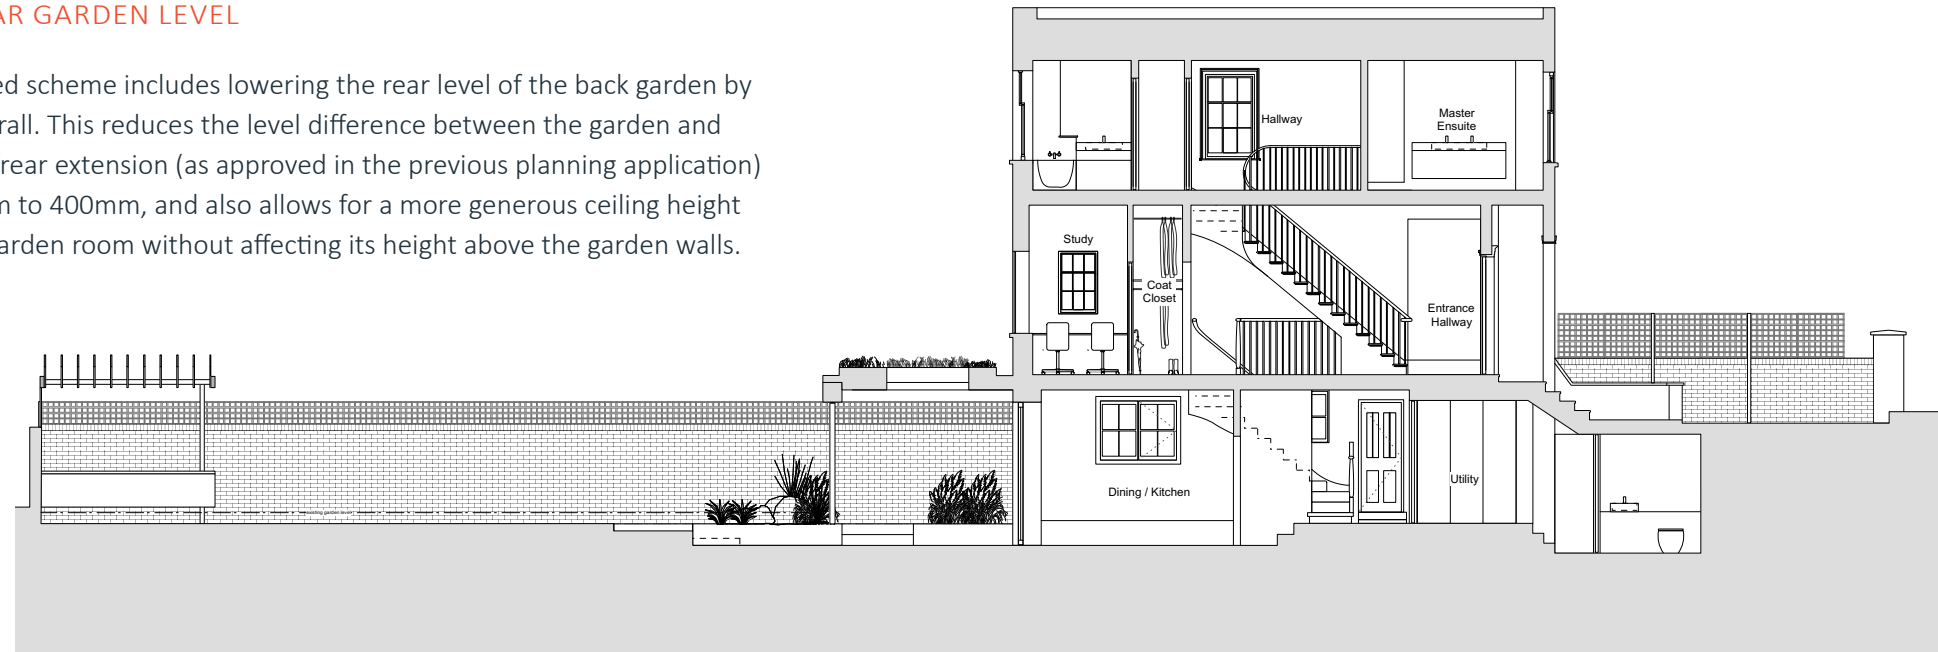 AR GARDEN LEVEL
ed scheme includes lowering the rear level of the back garden by
rall. This reduces the level difference between the garden and
rear extension (as approved in the previous planning application)
m to 400mm, and also allows for a more generous ceiling height
arden room without affecting its height above the garden walls.
Hallway
Master
Ensuite
Study
Coat
Closet
Entrance
Hallway
Dining / Kitchen
Utility
existing garden level